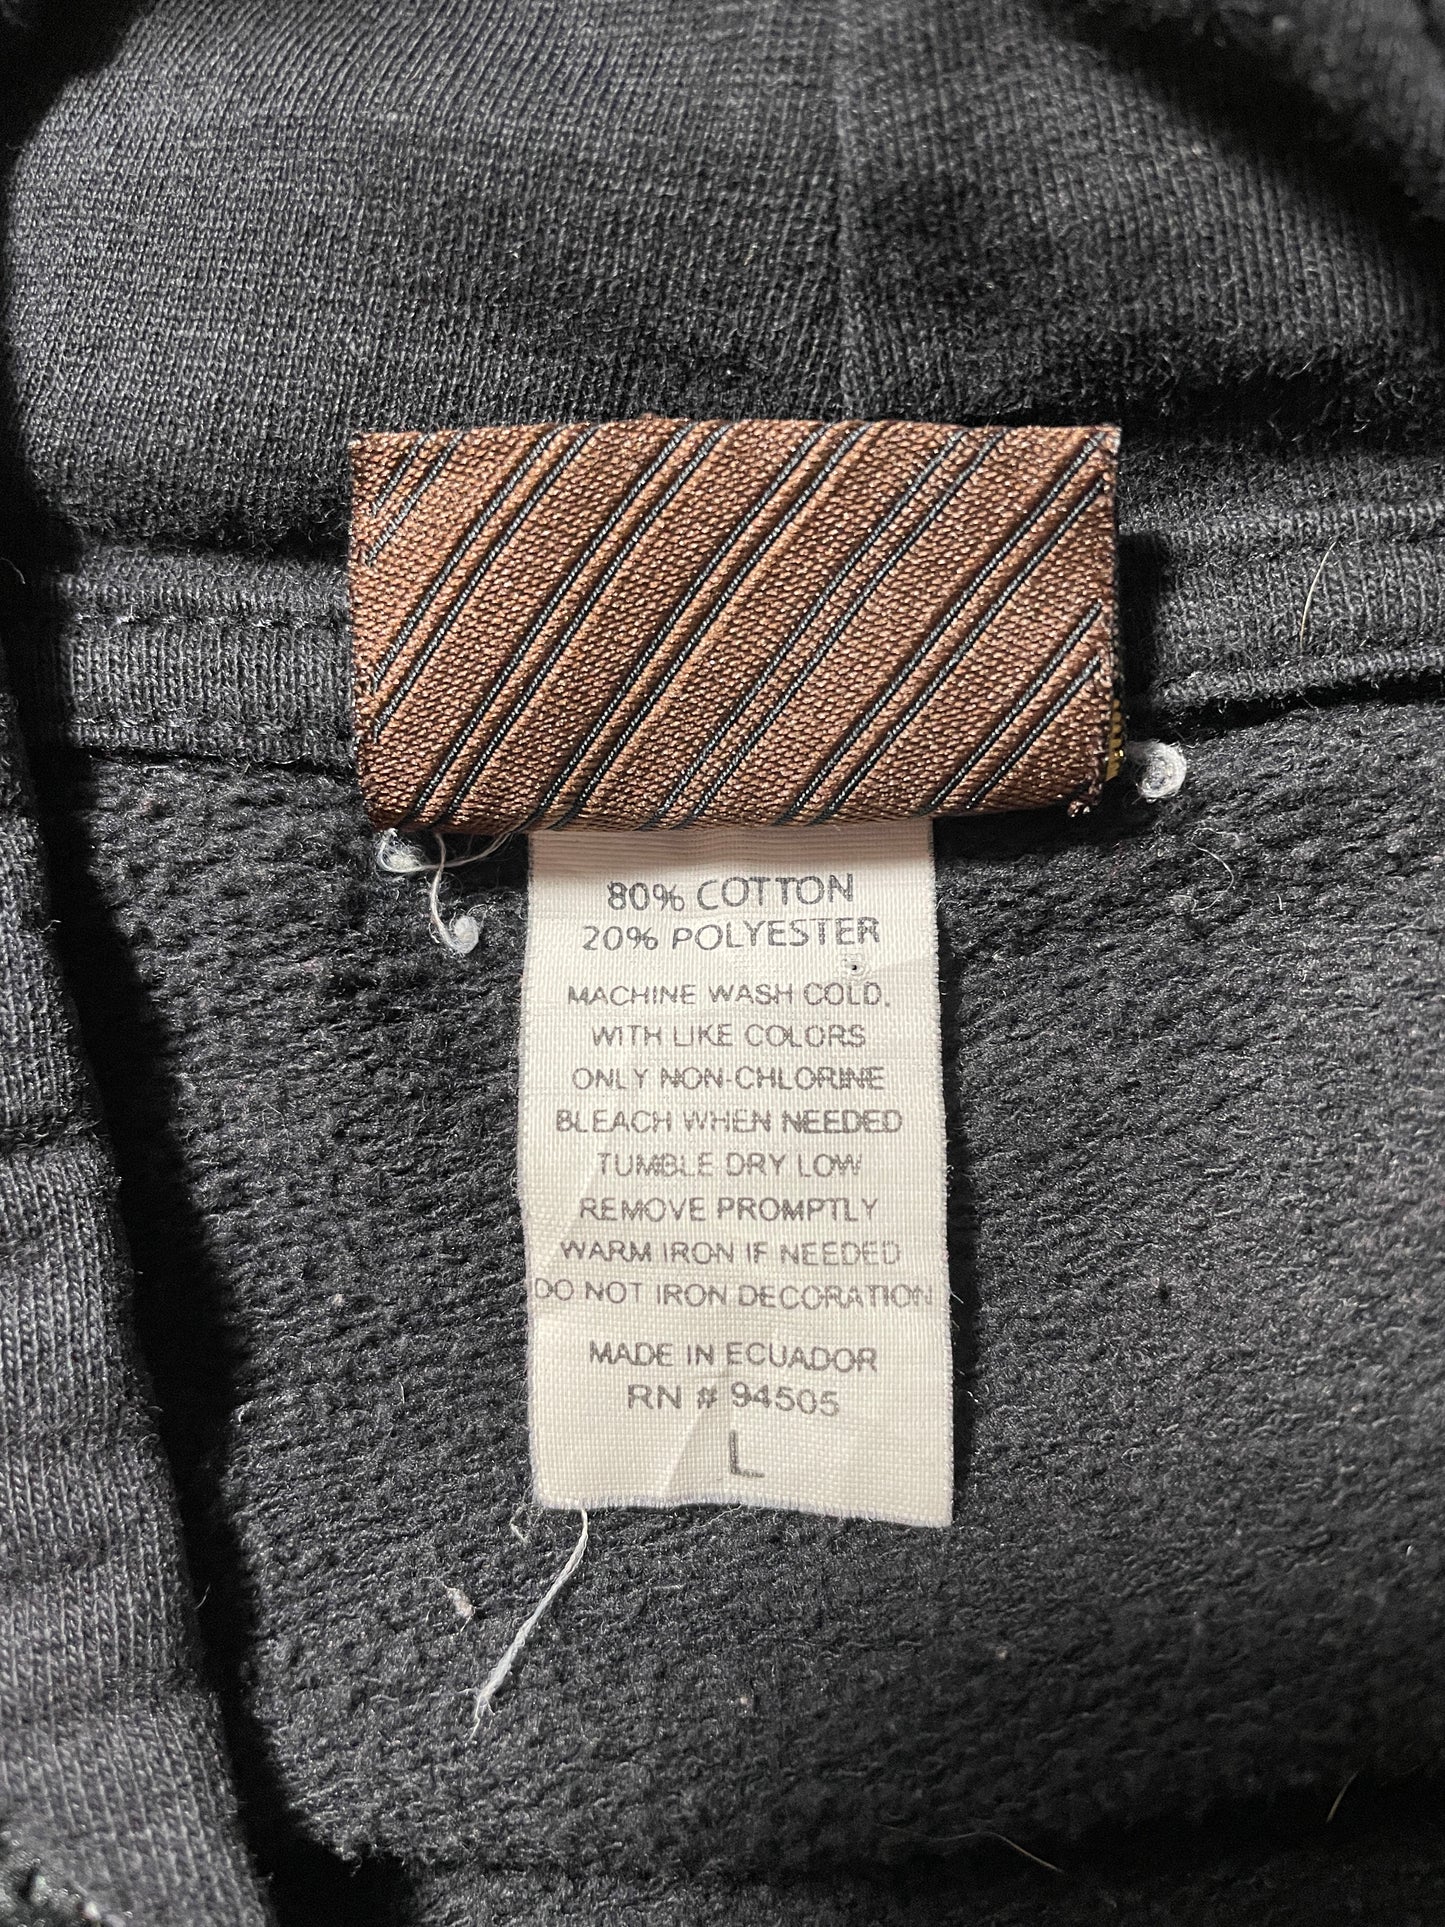 80% COTTON
20% POLYESTER
MACHINE WASH COLD.
WITH LIKE COLORS
ONLY NON-CHLORINE
BLEACH WHEN NEEDED
TUMBLE DRY LOW
REMOVE PROMPTLY
WARM IRON IF NEEDED
DO NOT IRON DECORATION
MADE IN ECUADOR
RN # 94505
L